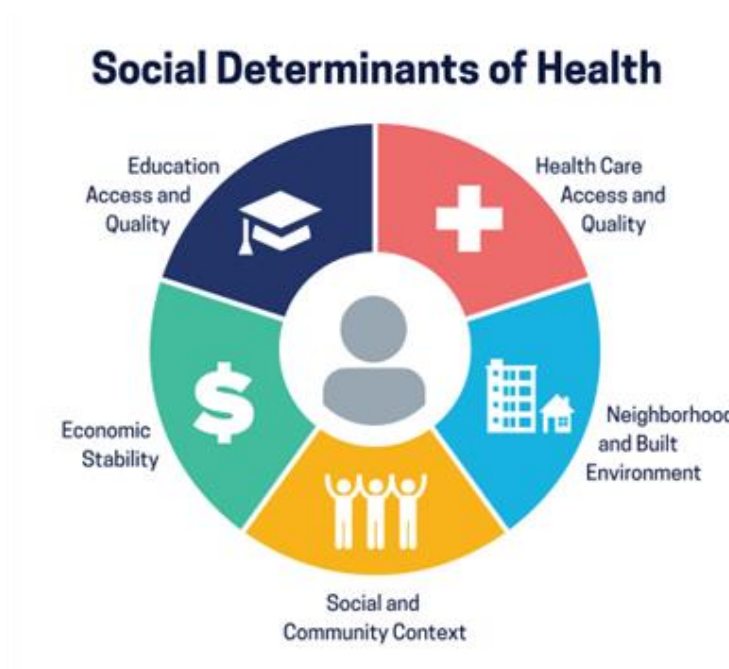 Social Determinants of Health
Education
Access and
Quality
Health Care
Access and
Quality
Economic
Stability
Neighborhood
and Built
Environment
Social and
Community Context